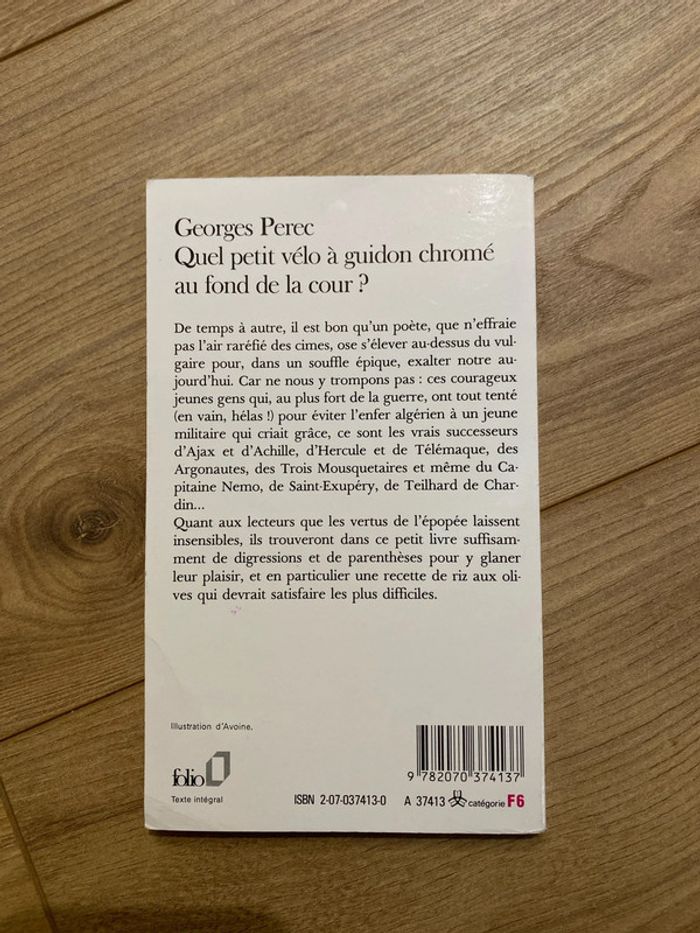 Georges Perec
Quel petit vélo à guidon chromé
au fond de la cour ?
De temps à autre, il est bon qu'un poète, que n'effraie
pas l'air raréfié des cimes, ose s'élever au-dessus du vul-
gaire pour, dans un souffle épique, exalter notre au-
jourd'hui. Car ne nous y trompons pas : ces courageux
jeunes gens qui, au plus fort de la guerre, ont tout tenté
(en vain, hélas !) pour éviter l'enfer algérien à un jeune
militaire qui criait grâce, ce sont les vrais successeurs
d'Ajax et d'Achille, d'Hercule et de Télémaque, des
Argonautes, des Trois Mousquetaires et même du Ca-
pitaine Nemo, de Saint-Exupéry, de Teilhard de Char-
din...
Quant aux lecteurs que les vertus de l'épopée laissent
insensibles, ils trouveront dans ce petit livre suffisam-
ment de digressions et de parenthèses pour y glaner
leur plaisir, et en particulier une recette de riz aux oli-
ves qui devrait satisfaire les plus difficiles.
Illustration d'Avoine.
folio
Texte intégral
9 782070 374137
ISBN 2-07-037413-0 A 37413 catégorie F6